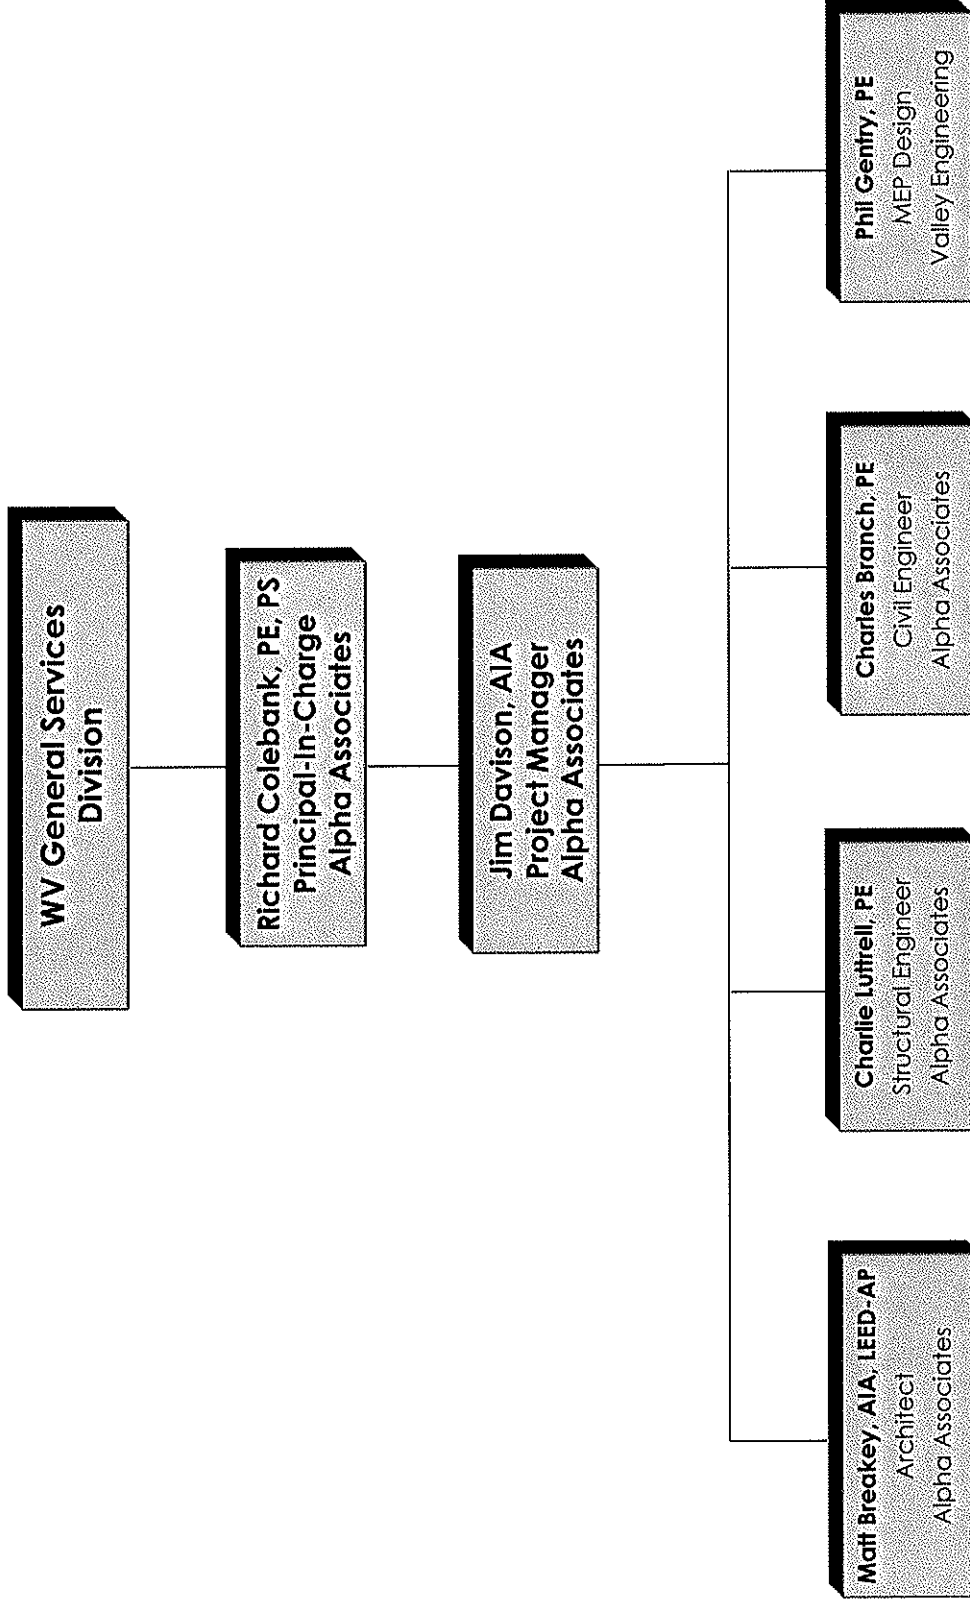 WV General Services
Division
Richard Colebank, PE, PS
Principal-In-Charge
Alpha Associates
Jim Davison, AIA
Project Manager
Alpha Associates
Matt Breakey, AIA, LEED-AP
Architect
Alpha Associates
Charlie Luttrell, PE
Structural Engineer
Alpha Associates
Charles Branch, PE
Civil Engineer
Alpha Associates
Phil Gentry, PE
MEP Design
Valley Engineering